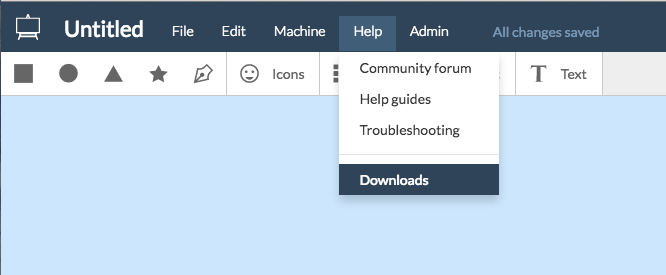 Untitled File Edit Machine Help Admin All changes saved
Icons Text
Community forum
Help guides
Troubleshooting
Downloads